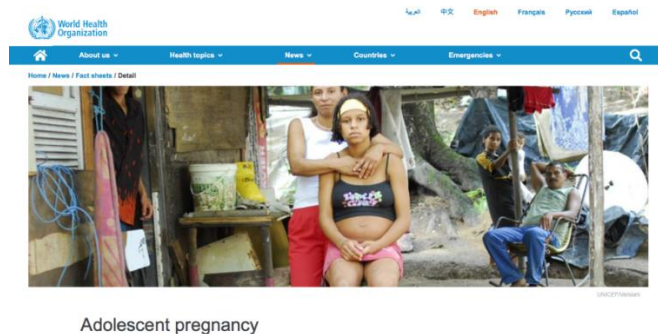 العربية 中文 English Français Русский Español
World Health
Organization
About us Health topics News Countries Emergencies
Home / News / Fact sheets / Detail
Adolescent pregnancy